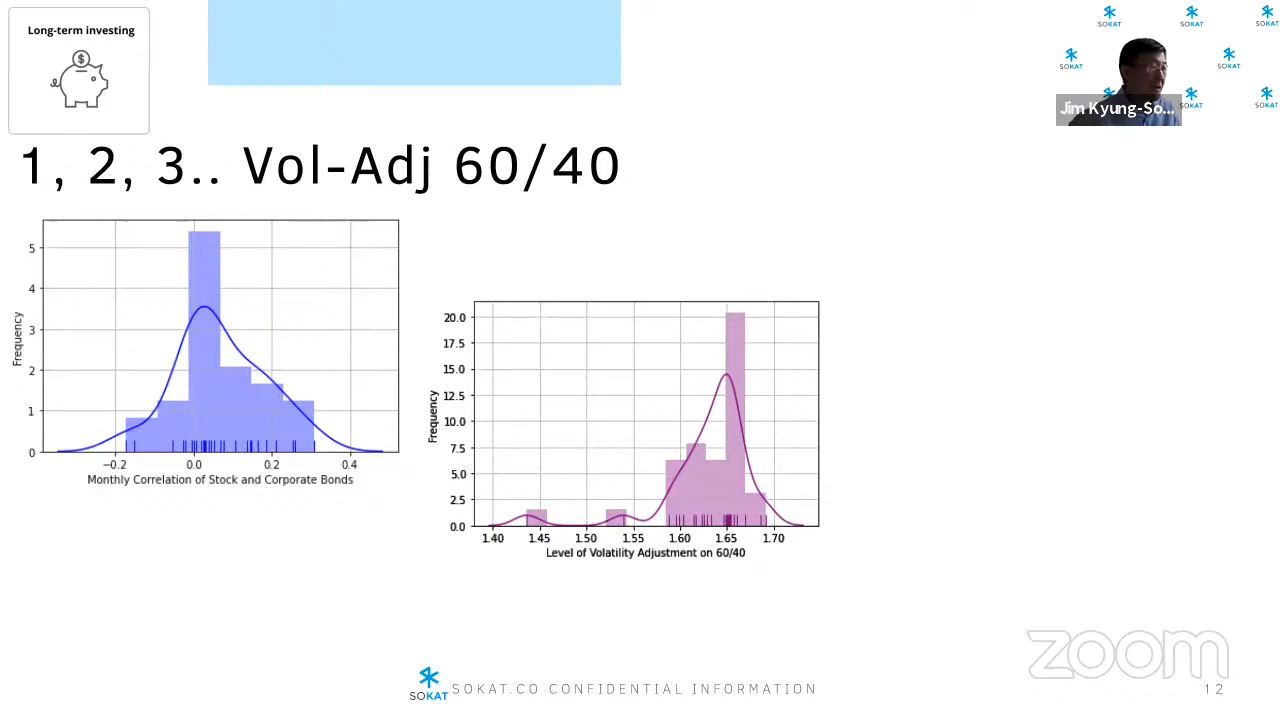 Long-term investing
$
SOKAT
SOKAT
SOKAT
SOKAT
SOKAT
SOKAT
SOKAT
Jim Kyung-So...
1, 2, 3.. Vol-Adj 60/40
Frequency
5
4
3
2
1
0
−0.2
0.0
0.2
0.4
Monthly Correlation of Stock and Corporate Bonds
Frequency
20.0
17.5
15.0
12.5
10.0
7.5
5.0
2.5
0.0
1.40
1.45
1.50
1.55
1.60
1.65
1.70
Level of Volatility Adjustment on 60/40
zoom
SOKAT
SOKAT.CO CONFIDENTIAL INFORMATION
12